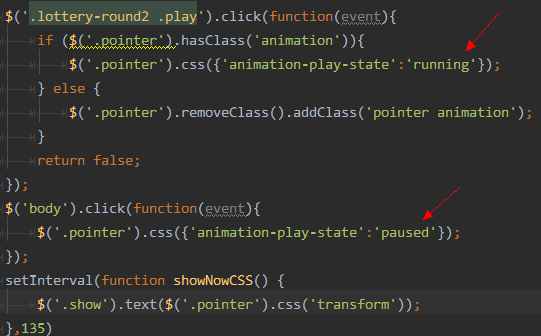 $('.lottery-round2 .play').click(function(event){
if ($('.pointer').hasClass('animation')){
$('.pointer').css({'animation-play-state':'running'});
} else {
$('.pointer').removeClass().addClass('pointer animation');
}
return false;
});
$('body').click(function(event){
$('.pointer').css({'animation-play-state':'paused'});
});
setInterval(function showNowCSS() {
$('.show').text($('.pointer').css('transform'));
},135)